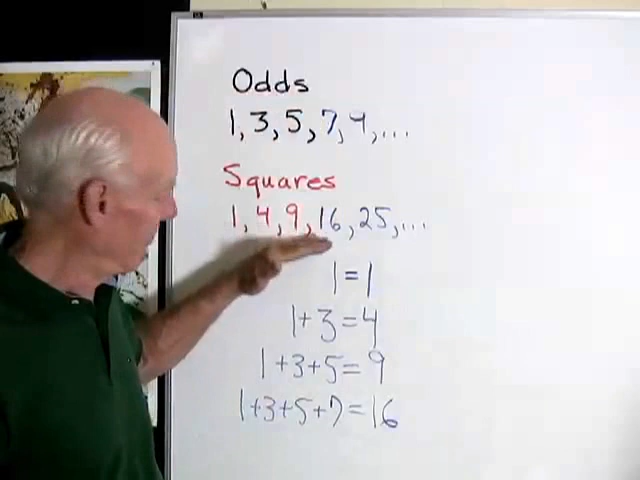 Odds
1, 3, 5, 7, 9, ...
Squares
1, 4, 9, 16, 25, ...
1 = 1
1+3=4
1+3+5=9
1+3+5+7=16